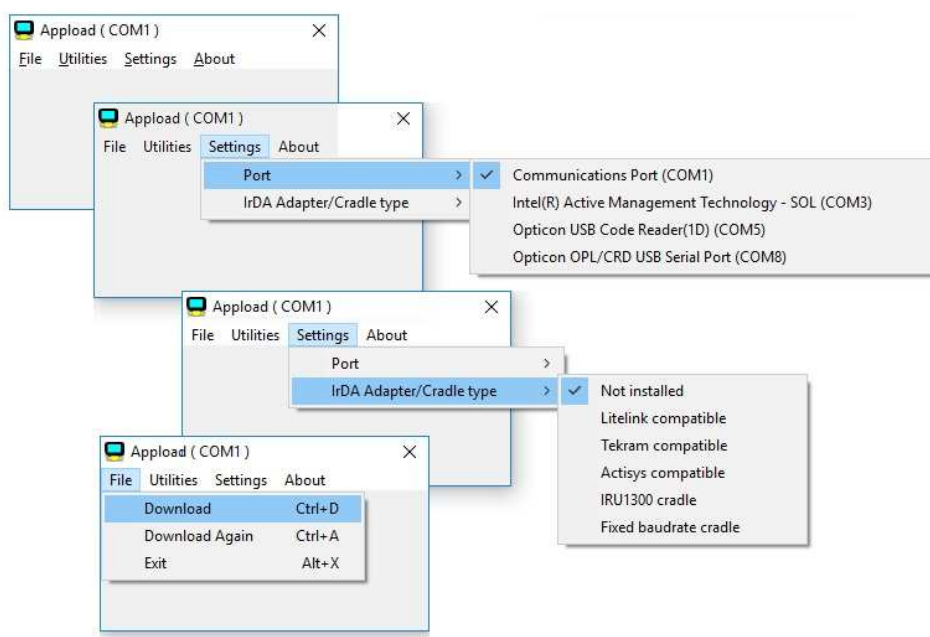 Appload ( COM1 )
File Utilities Settings About
Appload ( COM1 )
File Utilities Settings About
Port
IrDA Adapter/Cradle type
Communications Port (COM1)
Intel(R) Active Management Technology - SOL (COM3)
Opticon USB Code Reader(1D) (COM5)
Opticon OPL/CRD USB Serial Port (COM8)
Appload ( COM1 )
File Utilities Settings About
Port
IrDA Adapter/Cradle type
Not installed
Litelink compatible
Tekram compatible
Actisys compatible
IRU1300 cradle
Fixed baudrate cradle
Appload ( COM1 )
File Utilities Settings About
Download Ctrl+D
Download Again Ctrl+A
Exit Alt+X